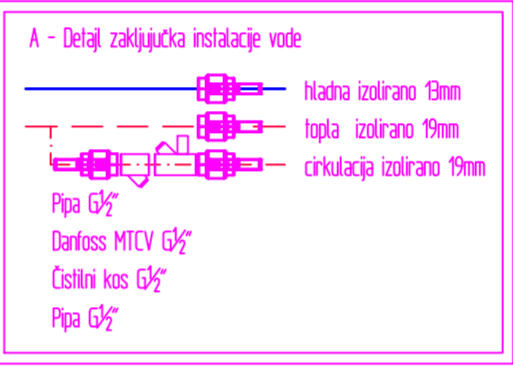 A - Detajl zakljujučka instalacije vode
hladna izolirano 13mm
topla izolirano 19mm
cirkulacija izolirano 19mm
Pipa G½"
Danfoss MTCV G½"
Čistilni kos G½"
Pipa G½"